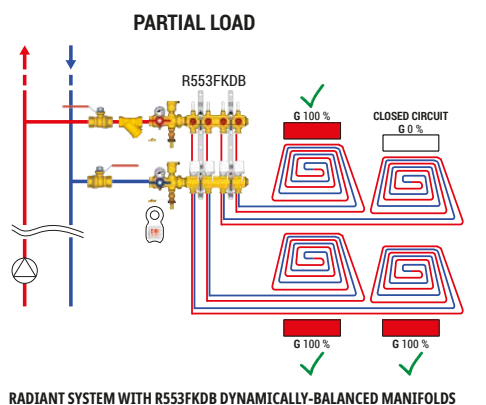 PARTIAL LOAD
R553FKDB
G 100 %
CLOSED CIRCUIT
G 0 %
G 100 %
G 100 %
RADIANT SYSTEM WITH R553FKDB DYNAMICALLY-BALANCED MANIFOLDS